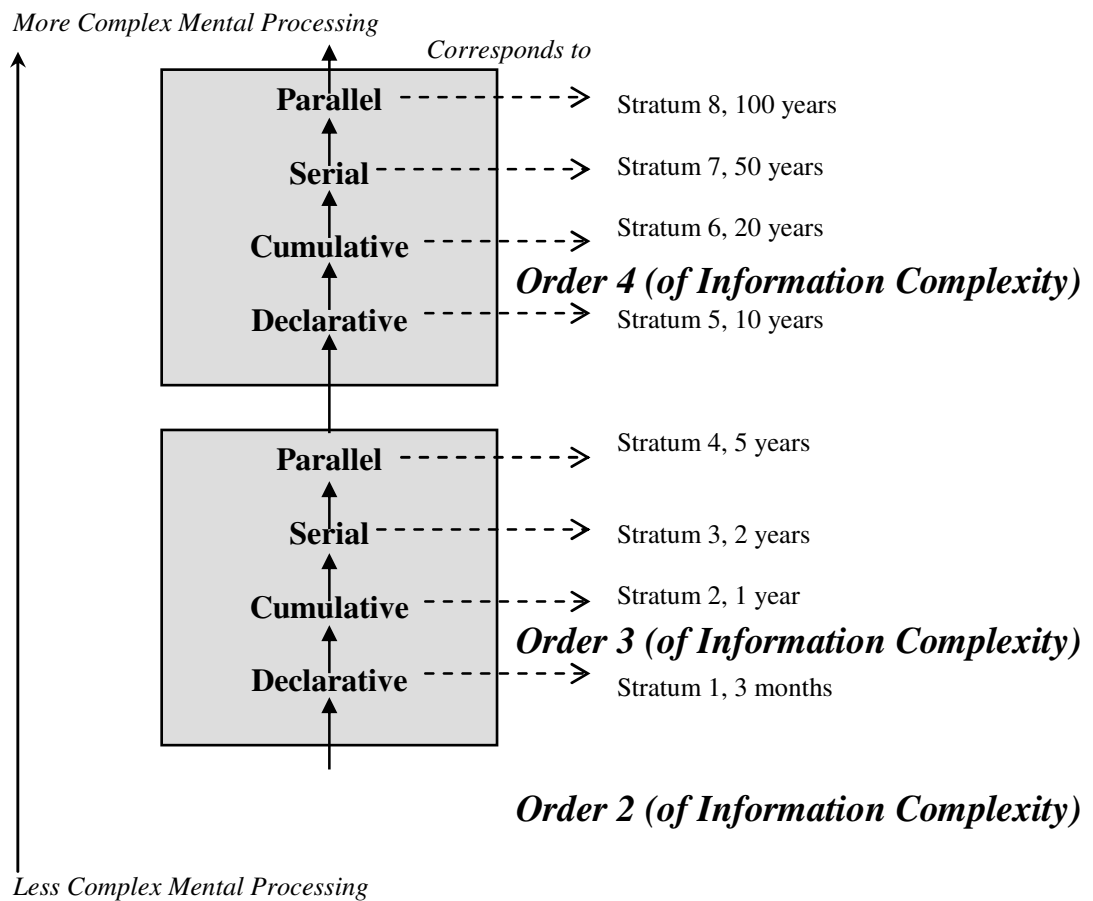 More Complex Mental Processing
Corresponds to
Parallel
Stratum 8, 100 years
Serial
Stratum 7, 50 years
Cumulative
Stratum 6, 20 years
Order 4 (of Information Complexity)
Declarative
Stratum 5, 10 years
Parallel
Stratum 4, 5 years
Serial
Stratum 3, 2 years
Cumulative
Stratum 2, 1 year
Order 3 (of Information Complexity)
Declarative
Stratum 1, 3 months
Order 2 (of Information Complexity)
Less Complex Mental Processing